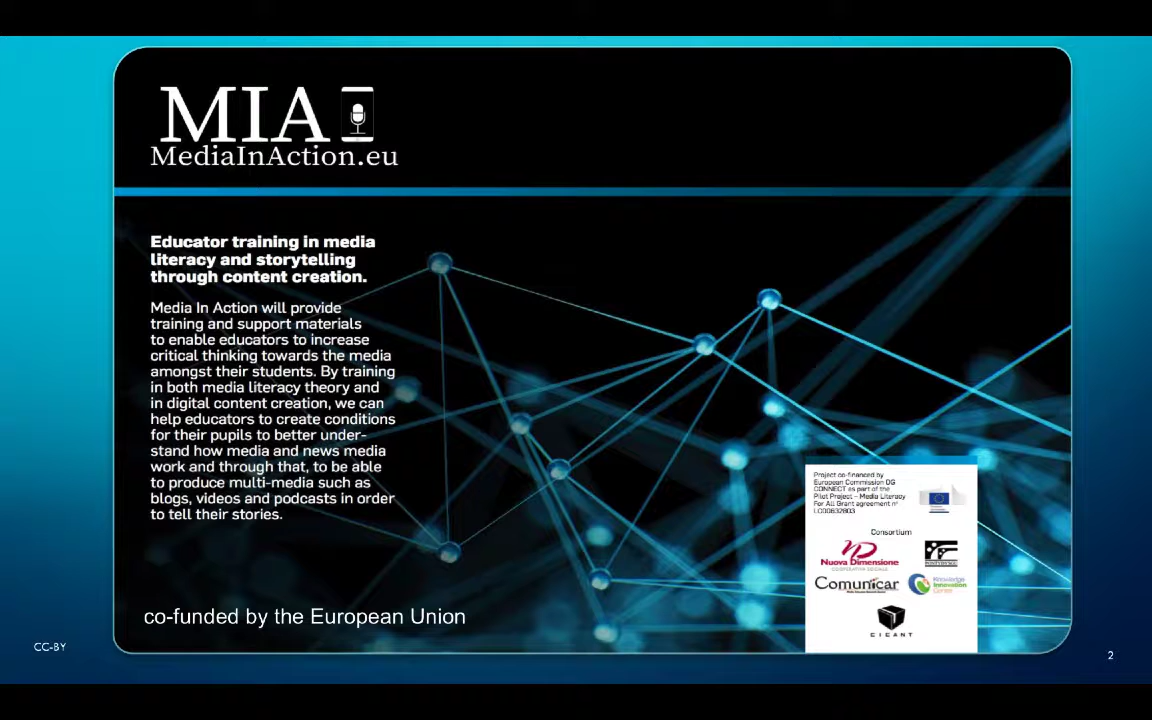 MIA
MediaInAction.eu
Educator training in media
literacy and storytelling
through content creation.
Media In Action will provide
training and support materials
to enable educators to increase
critical thinking towards the media
amongst their students. By training
in both media literacy theory and
in digital content creation, we can
help educators to create conditions
for their pupils to better under-
stand how media and news media
work and through that, to be able
to produce multi-media such as
blogs, videos and podcasts in order
to tell their stories.
co-funded by the European Union
Project co-financed by
European Commission DG
CONNECT as part of the
Pilot Project – Media Literacy
For All Grant agreement n°
Consortium
NUOVA DIMENSIONE
COOPERATIVA SOCIALE
Comunicar
Knowledge
Innovation
Centre
CICANT
CC-BY
2